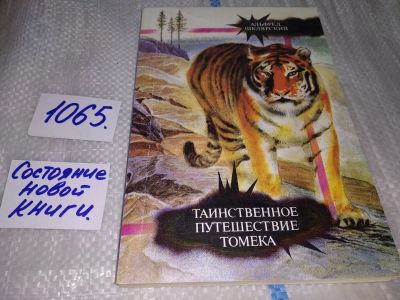 1065.
Состояние
новой
книги.
АЛЬФРЕД
ШКЛЯРСКИЙ
ТАИНСТВЕННОЕ
ПУТЕШЕСТВИЕ
ТОМЕКА